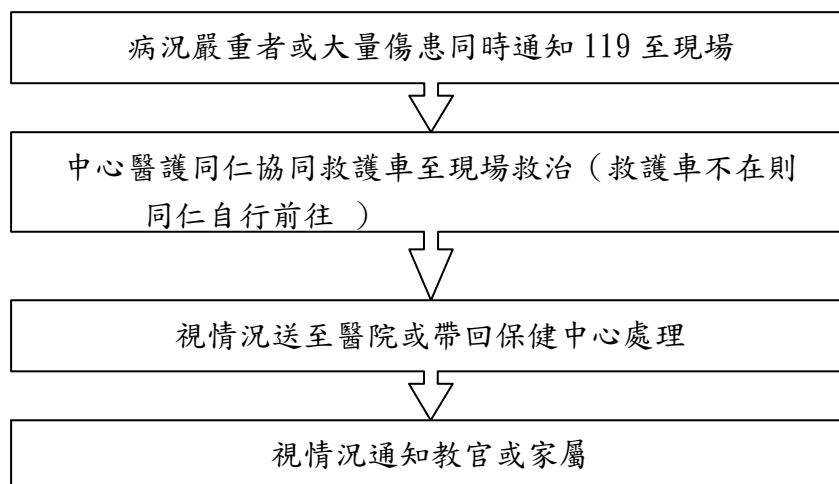 病況嚴重者或大量傷患同時通知 119 至現場
中心醫護同仁協同救護車至現場救治（救護車不在則
同仁自行前往 ）
視情況送至醫院或帶回保健中心處理
視情況通知教官或家屬